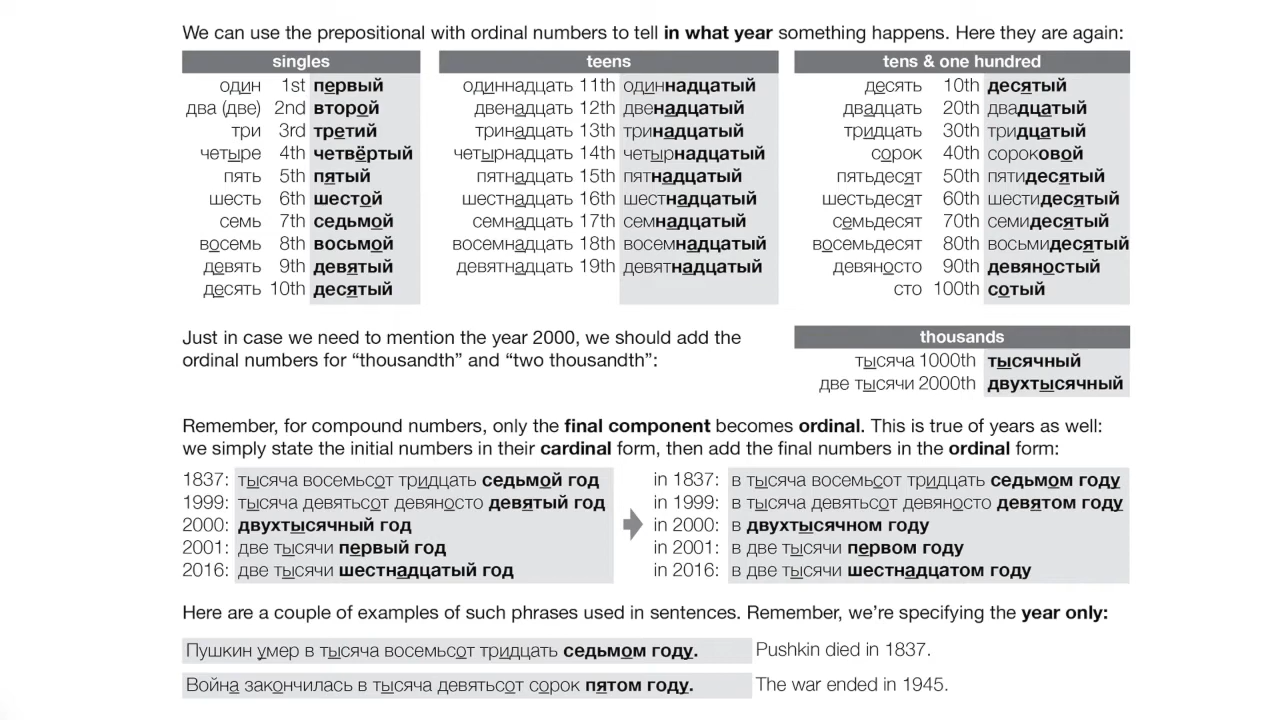 We can use the prepositional with ordinal numbers to tell in what year something happens. Here they are again:
singles
один 1st первый
два (две) 2nd второй
три 3rd третий
четыре 4th четвёртый
пять 5th пятый
шесть 6th шестой
семь 7th седьмой
восемь 8th восьмой
девять 9th девятый
десять 10th десятый
teens
одиннадцать 11th одиннадцатый
двенадцать 12th двенадцатый
тринадцать 13th тринадцатый
четырнадцать 14th четырнадцатый
пятнадцать 15th пятнадцатый
шестнадцать 16th шестнадцатый
семнадцать 17th семнадцатый
восемнадцать 18th восемнадцатый
девятнадцать 19th девятнадцатый
tens & one hundred
десять 10th десятый
двадцать 20th двадцатый
тридцать 30th тридцатый
сорок 40th сороковой
пятьдесят 50th пятидесятый
шестьдесят 60th шестидесятый
семьдесят 70th семидесятый
восемьдесят 80th восьмидесятый
девяносто 90th девяностый
сто 100th сотый
Just in case we need to mention the year 2000, we should add the
ordinal numbers for “thousandth” and “two thousandth”:
thousands
тысяча 1000th тысячный
две тысячи 2000th двухтысячный
Remember, for compound numbers, only the final component becomes ordinal. This is true of years as well:
we simply state the initial numbers in their cardinal form, then add the final numbers in the ordinal form:
1837: тысяча восемьсот тридцать седьмой год
1999: тысяча девятьсот девяносто девятый год
2000: двухтысячный год
2001: две тысячи первый год
2016: две тысячи шестнадцатый год
in 1837: в тысяча восемьсот тридцать седьмом году
in 1999: в тысяча девятьсот девяносто девятом году
in 2000: в двухтысячном году
in 2001: в две тысячи первом году
in 2016: в две тысячи шестнадцатом году
Here are a couple of examples of such phrases used in sentences. Remember, we’re specifying the year only:
Пушкин умер в тысяча восемьсот тридцать седьмом году. Pushkin died in 1837.
Война закончилась в тысяча девятьсот сорок пятом году. The war ended in 1945.